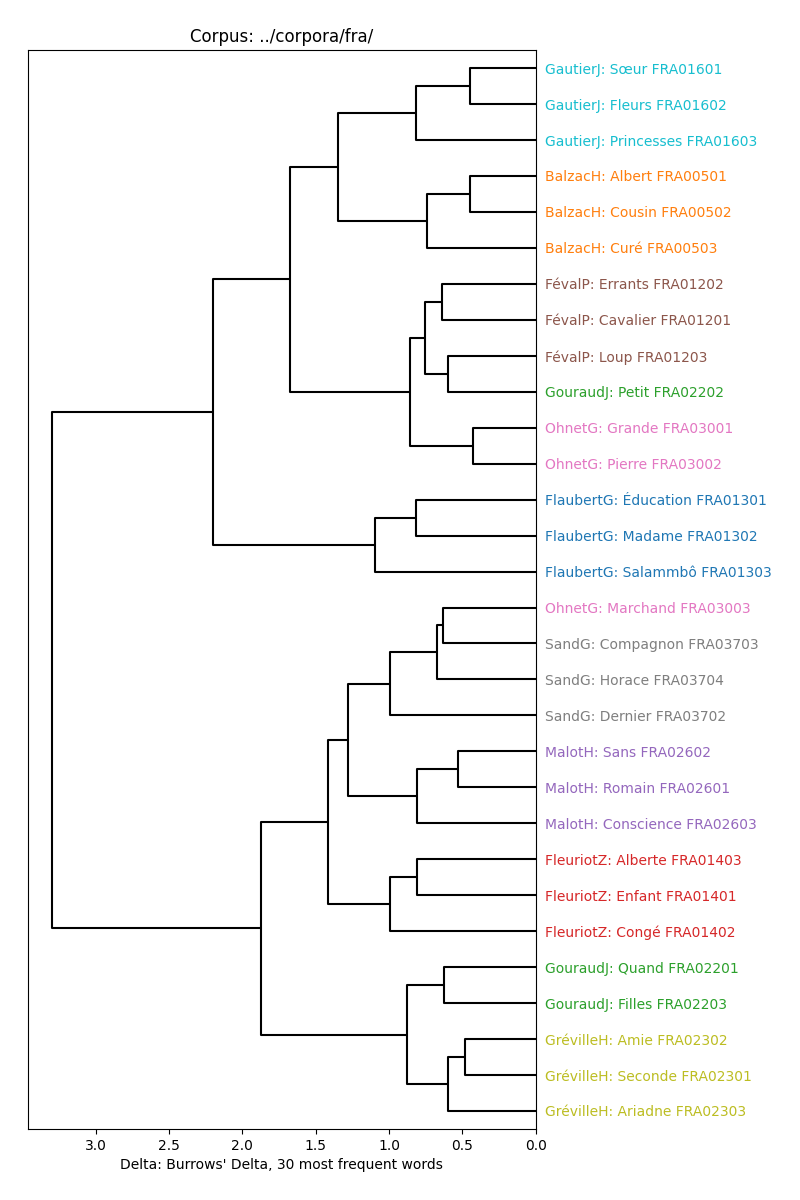 Corpus: ../corpora/fra/
GautierJ: Sœur FRA01601
GautierJ: Fleurs FRA01602
GautierJ: Princesses FRA01603
BalzacH: Albert FRA00501
BalzacH: Cousin FRA00502
BalzacH: Curé FRA00503
FévalP: Errants FRA01202
FévalP: Cavalier FRA01201
FévalP: Loup FRA01203
GouraudJ: Petit FRA02202
OhnetG: Grande FRA03001
OhnetG: Pierre FRA03002
FlaubertG: Éducation FRA01301
FlaubertG: Madame FRA01302
FlaubertG: Salammbô FRA01303
OhnetG: Marchand FRA03003
SandG: Compagnon FRA03703
SandG: Horace FRA03704
SandG: Dernier FRA03702
MalotH: Sans FRA02602
MalotH: Romain FRA02601
MalotH: Conscience FRA02603
FleuriotZ: Alberte FRA01403
FleuriotZ: Enfant FRA01401
FleuriotZ: Congé FRA01402
GouraudJ: Quand FRA02201
GouraudJ: Filles FRA02203
GrévilleH: Amie FRA02302
GrévilleH: Seconde FRA02301
GrévilleH: Ariadne FRA02303
3.0 2.5 2.0 1.5 1.0 0.5 0.0
Delta: Burrows' Delta, 30 most frequent words